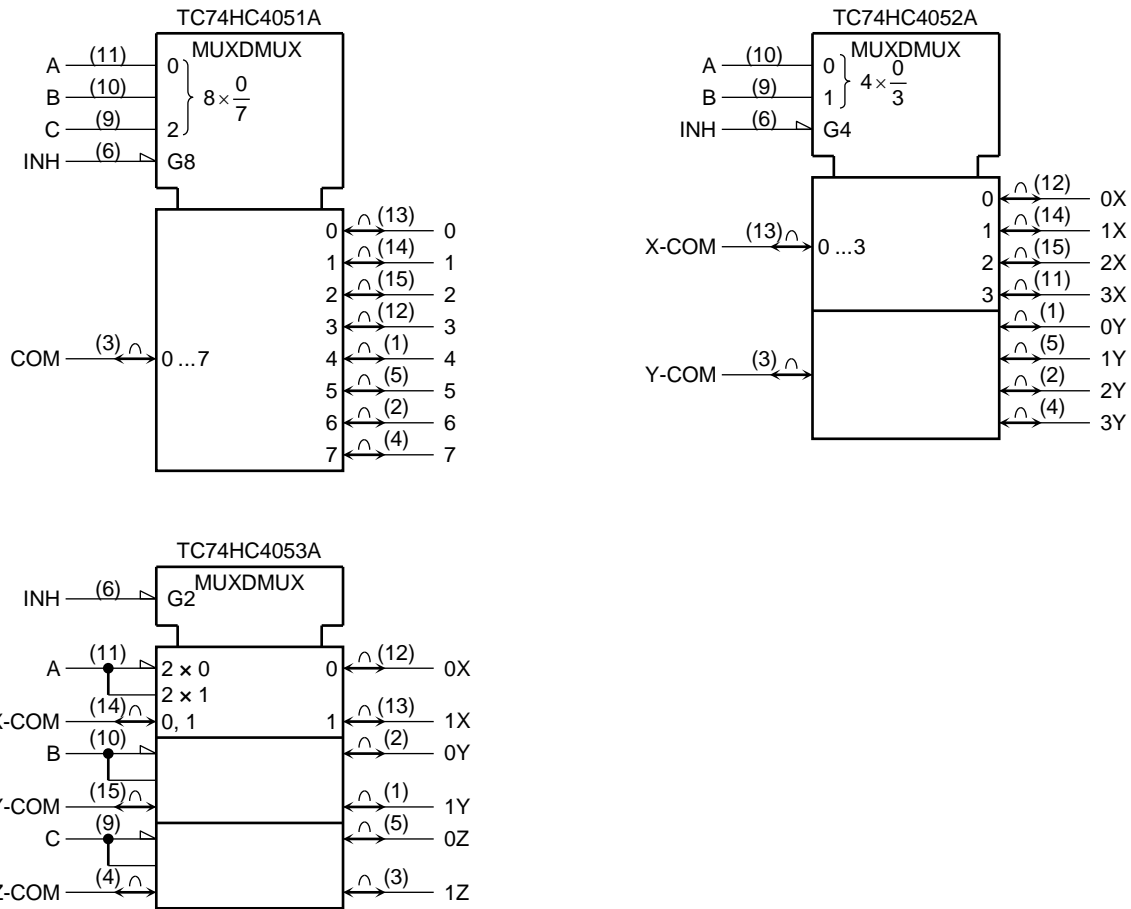 TC74HC4051A
MUXDMUX
A (11) 0
B (10) 8 × 0/7
C (9) 2
INH (6) G8
0 (13) 0
1 (14) 1
2 (15) 2
3 (12) 3
COM (3) 0 ...7 4 (1) 4
5 (5) 5
6 (2) 6
7 (4) 7
TC74HC4052A
MUXDMUX
A (10) 0 4 × 0/3
B (9) 1
INH (6) G4
0 (12) 0X
X-COM (13) 0 ...3 1 (14) 1X
2 (15) 2X
3 (11) 3X
(1) 0Y
Y-COM (3) (5) 1Y
(2) 2Y
(4) 3Y
TC74HC4053A
MUXDMUX
INH (6) G2
A (11) 2 × 0 0 (12) 0X
2 × 1
X-COM (14) 0, 1 1 (13) 1X
B (10) (2) 0Y
Y-COM (15) (1) 1Y
C (9) (5) 0Z
Z-COM (4) (3) 1Z